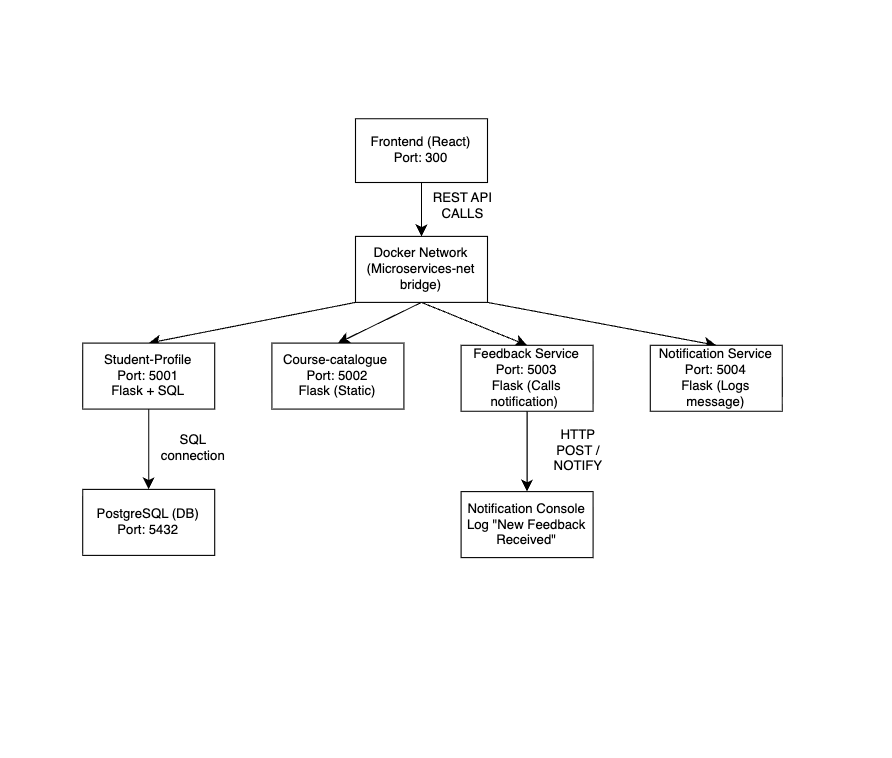 Frontend (React)
Port: 300
REST API
CALLS
Docker Network
(Microservices-net
bridge)
Student-Profile
Port: 5001
Flask + SQL
Course-catalogue
Port: 5002
Flask (Static)
Feedback Service
Port: 5003
Flask (Calls
notification)
Notification Service
Port: 5004
Flask (Logs
message)
SQL
connection
HTTP
POST /
NOTIFY
PostgreSQL (DB)
Port: 5432
Notification Console
Log "New Feedback
Received"